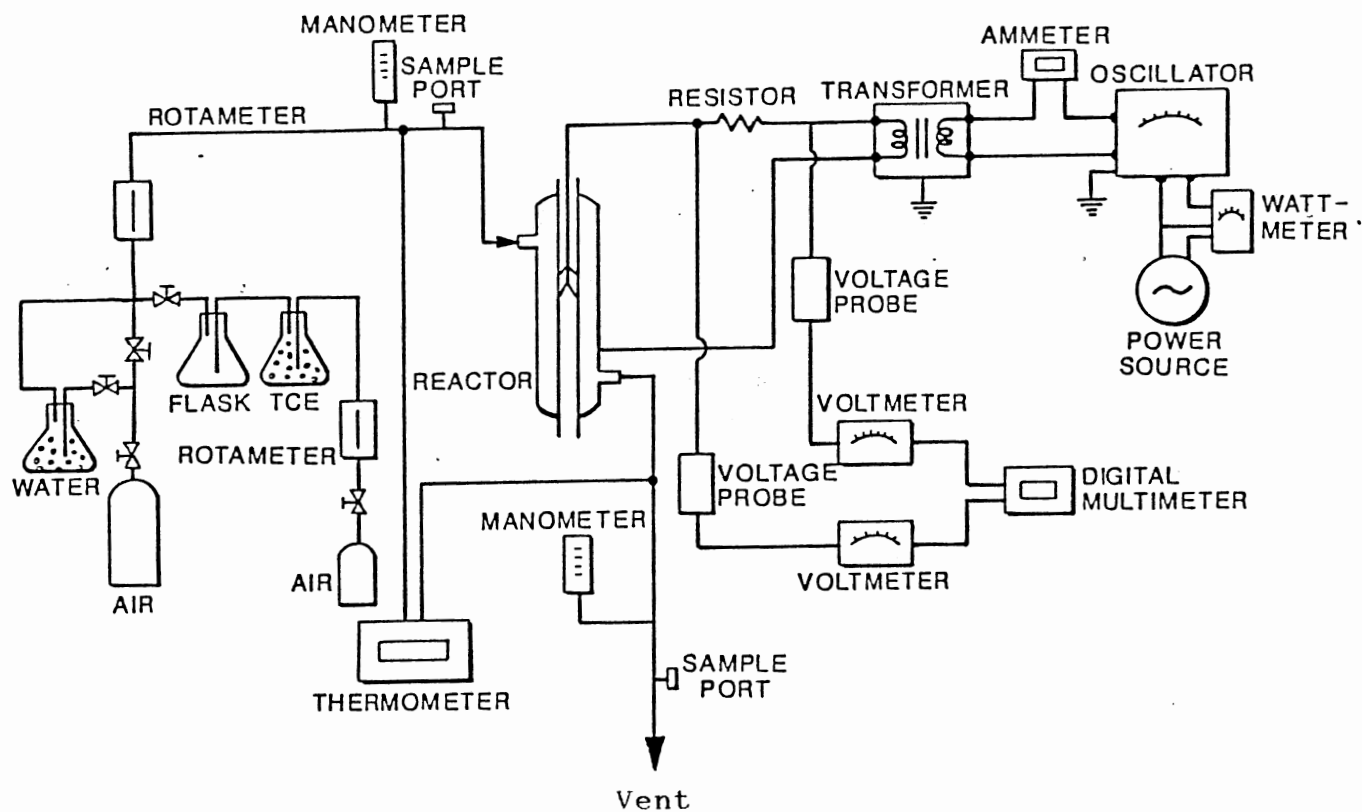 MANOMETER
SAMPLE
PORT
ROTAMETER
RESISTOR
TRANSFORMER
AMMETER
OSCILLATOR
WATT-
METER
POWER
SOURCE
VOLTAGE
PROBE
REACTOR
FLASK
TCE
ROTAMETER
WATER
AIR
AIR
THERMOMETER
MANOMETER
VOLTAGE
PROBE
VOLTMETER
VOLTMETER
DIGITAL
MULTIMETER
SAMPLE
PORT
Vent